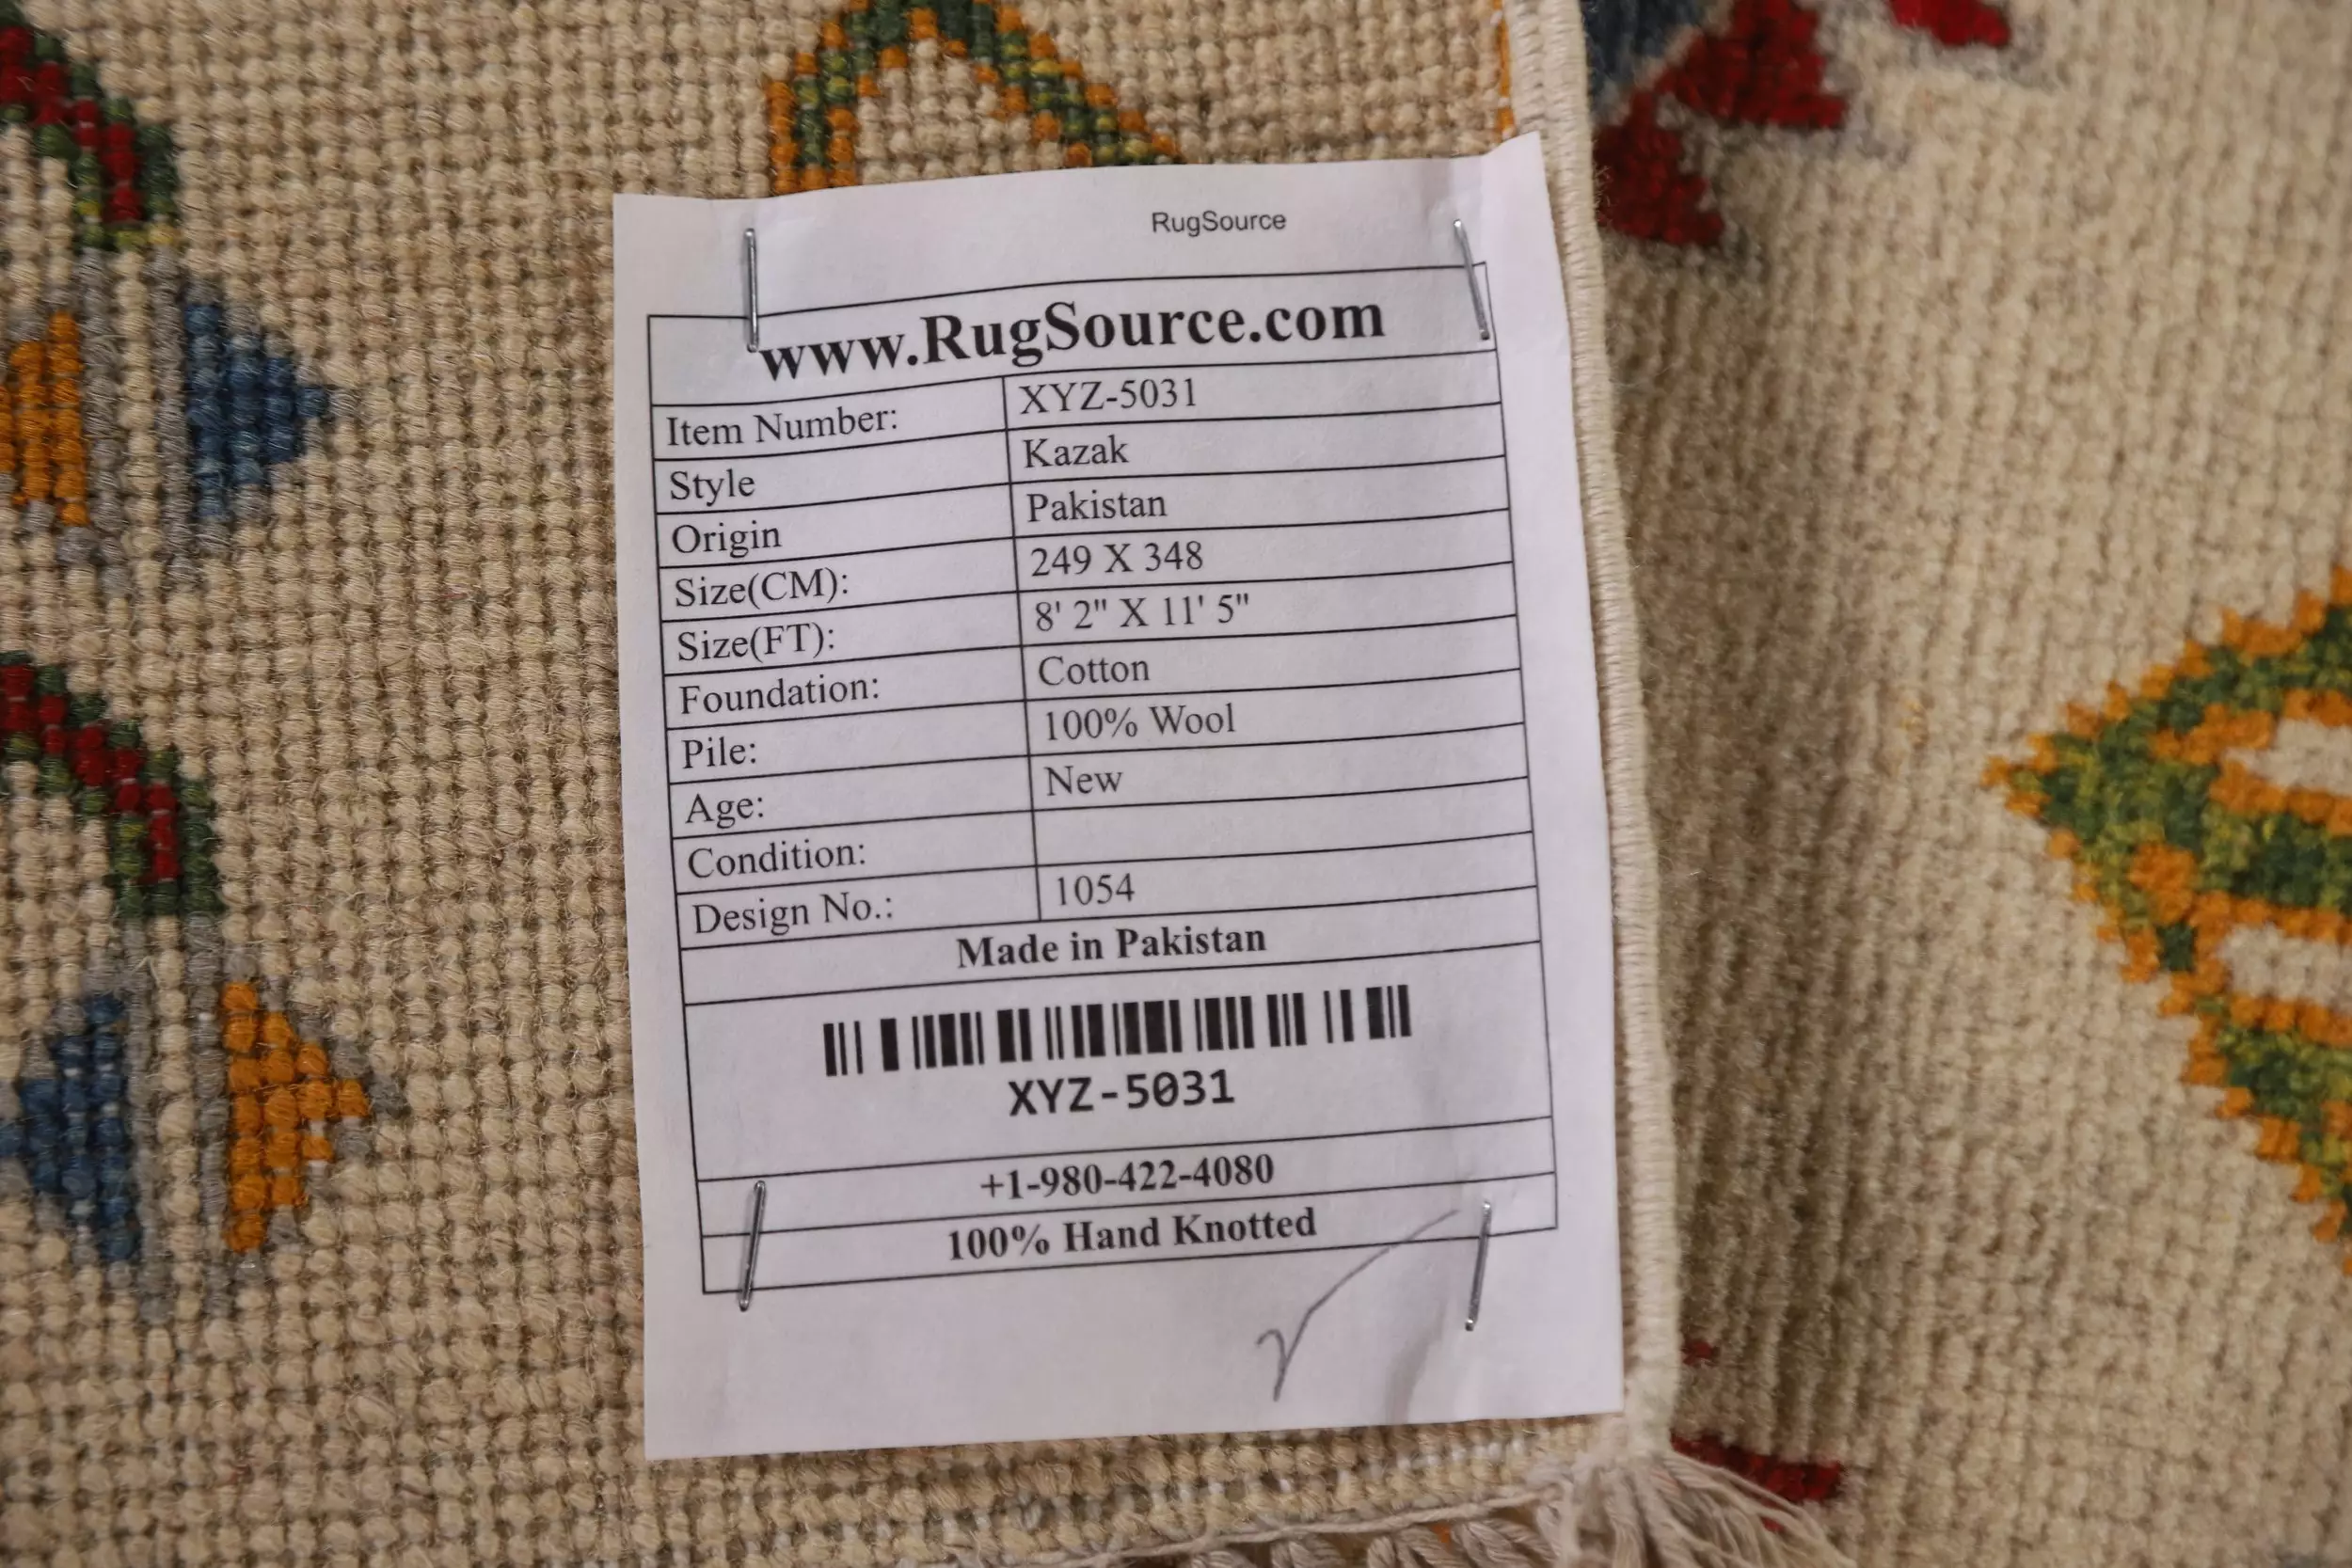 RugSource
www.RugSource.com
Item Number: XYZ-5031
Style Kazak
Origin Pakistan
Size(CM): 249 X 348
Size(FT): 8' 2" X 11' 5"
Foundation: Cotton
Pile: 100% Wool
Age: New
Condition:
Design No.: 1054
Made in Pakistan
XYZ-5031
+1-980-422-4080
100% Hand Knotted